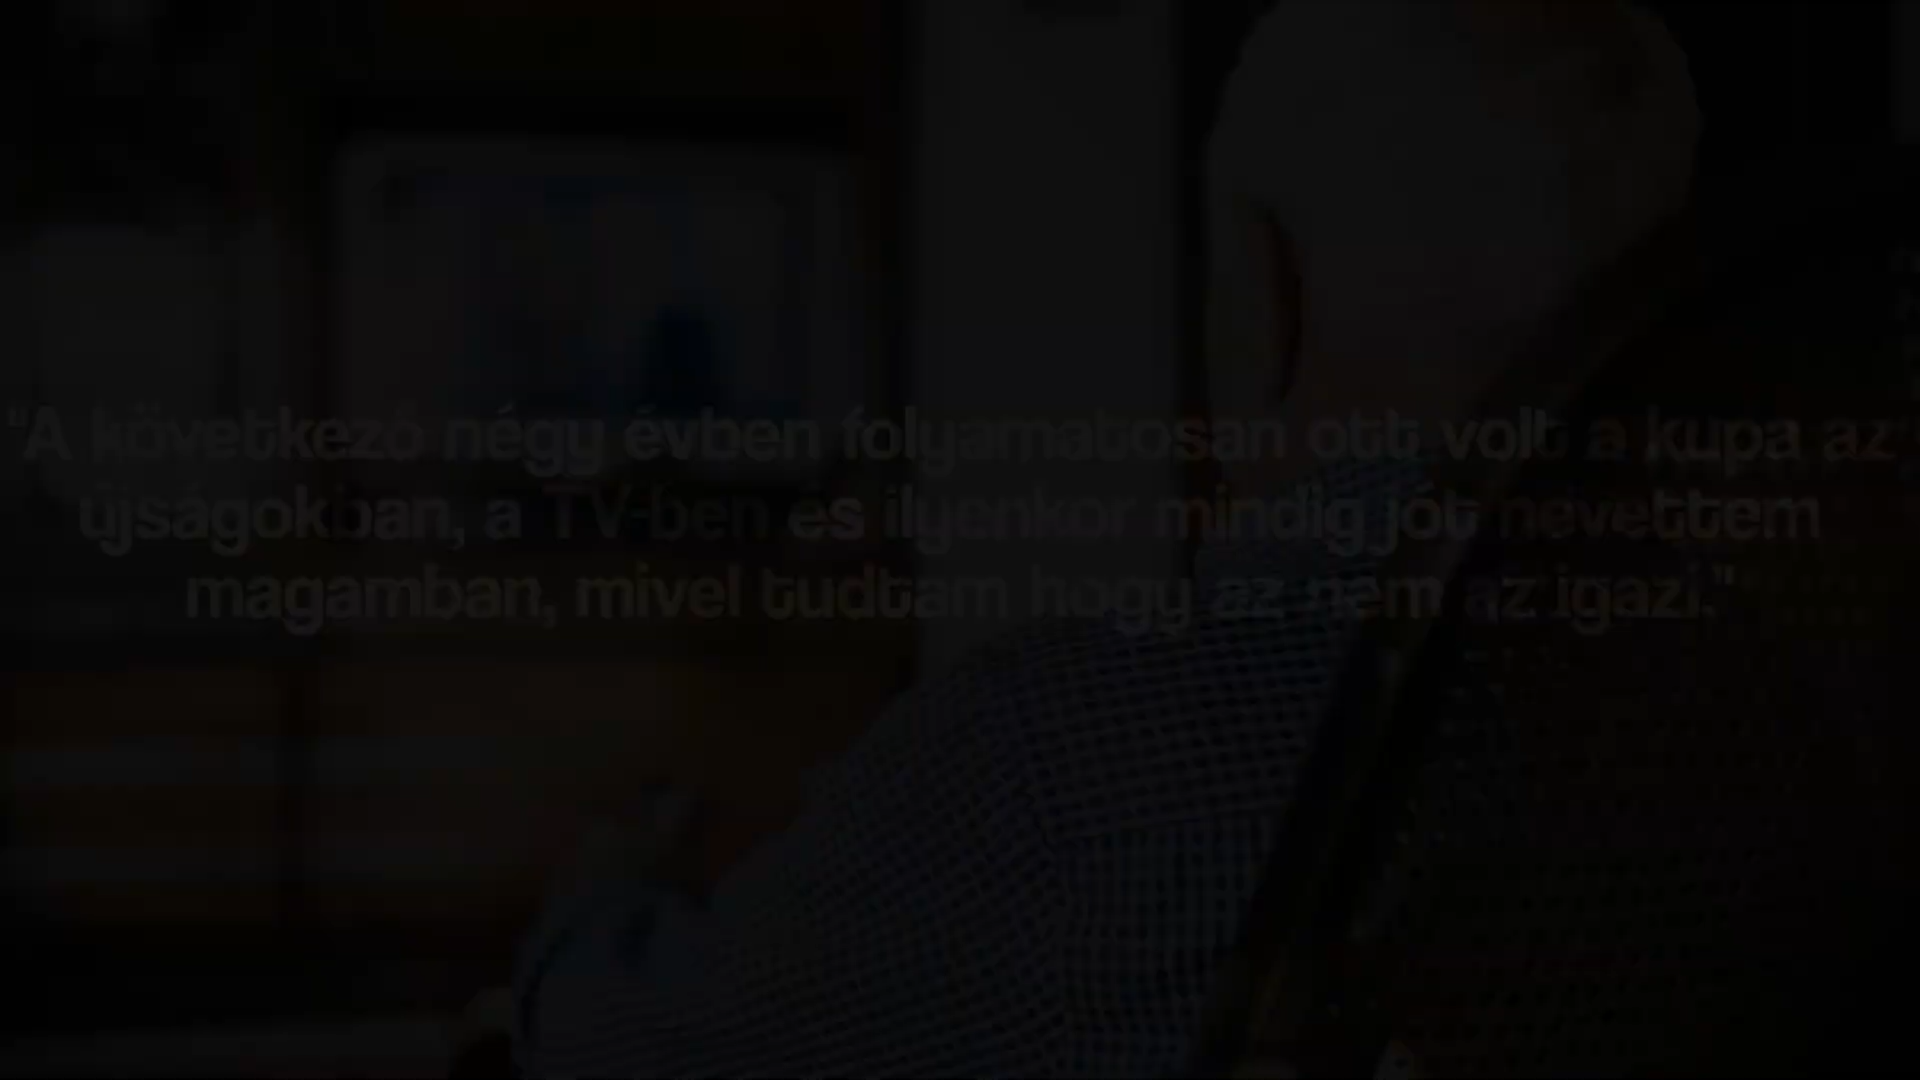 "A következő négy évben folyamatosan ott volt a kupa az
újságokban, a TV-ben és ilyenkor mindig jót nevettem
magamban, mivel tudtam hogy az nem az igazi."